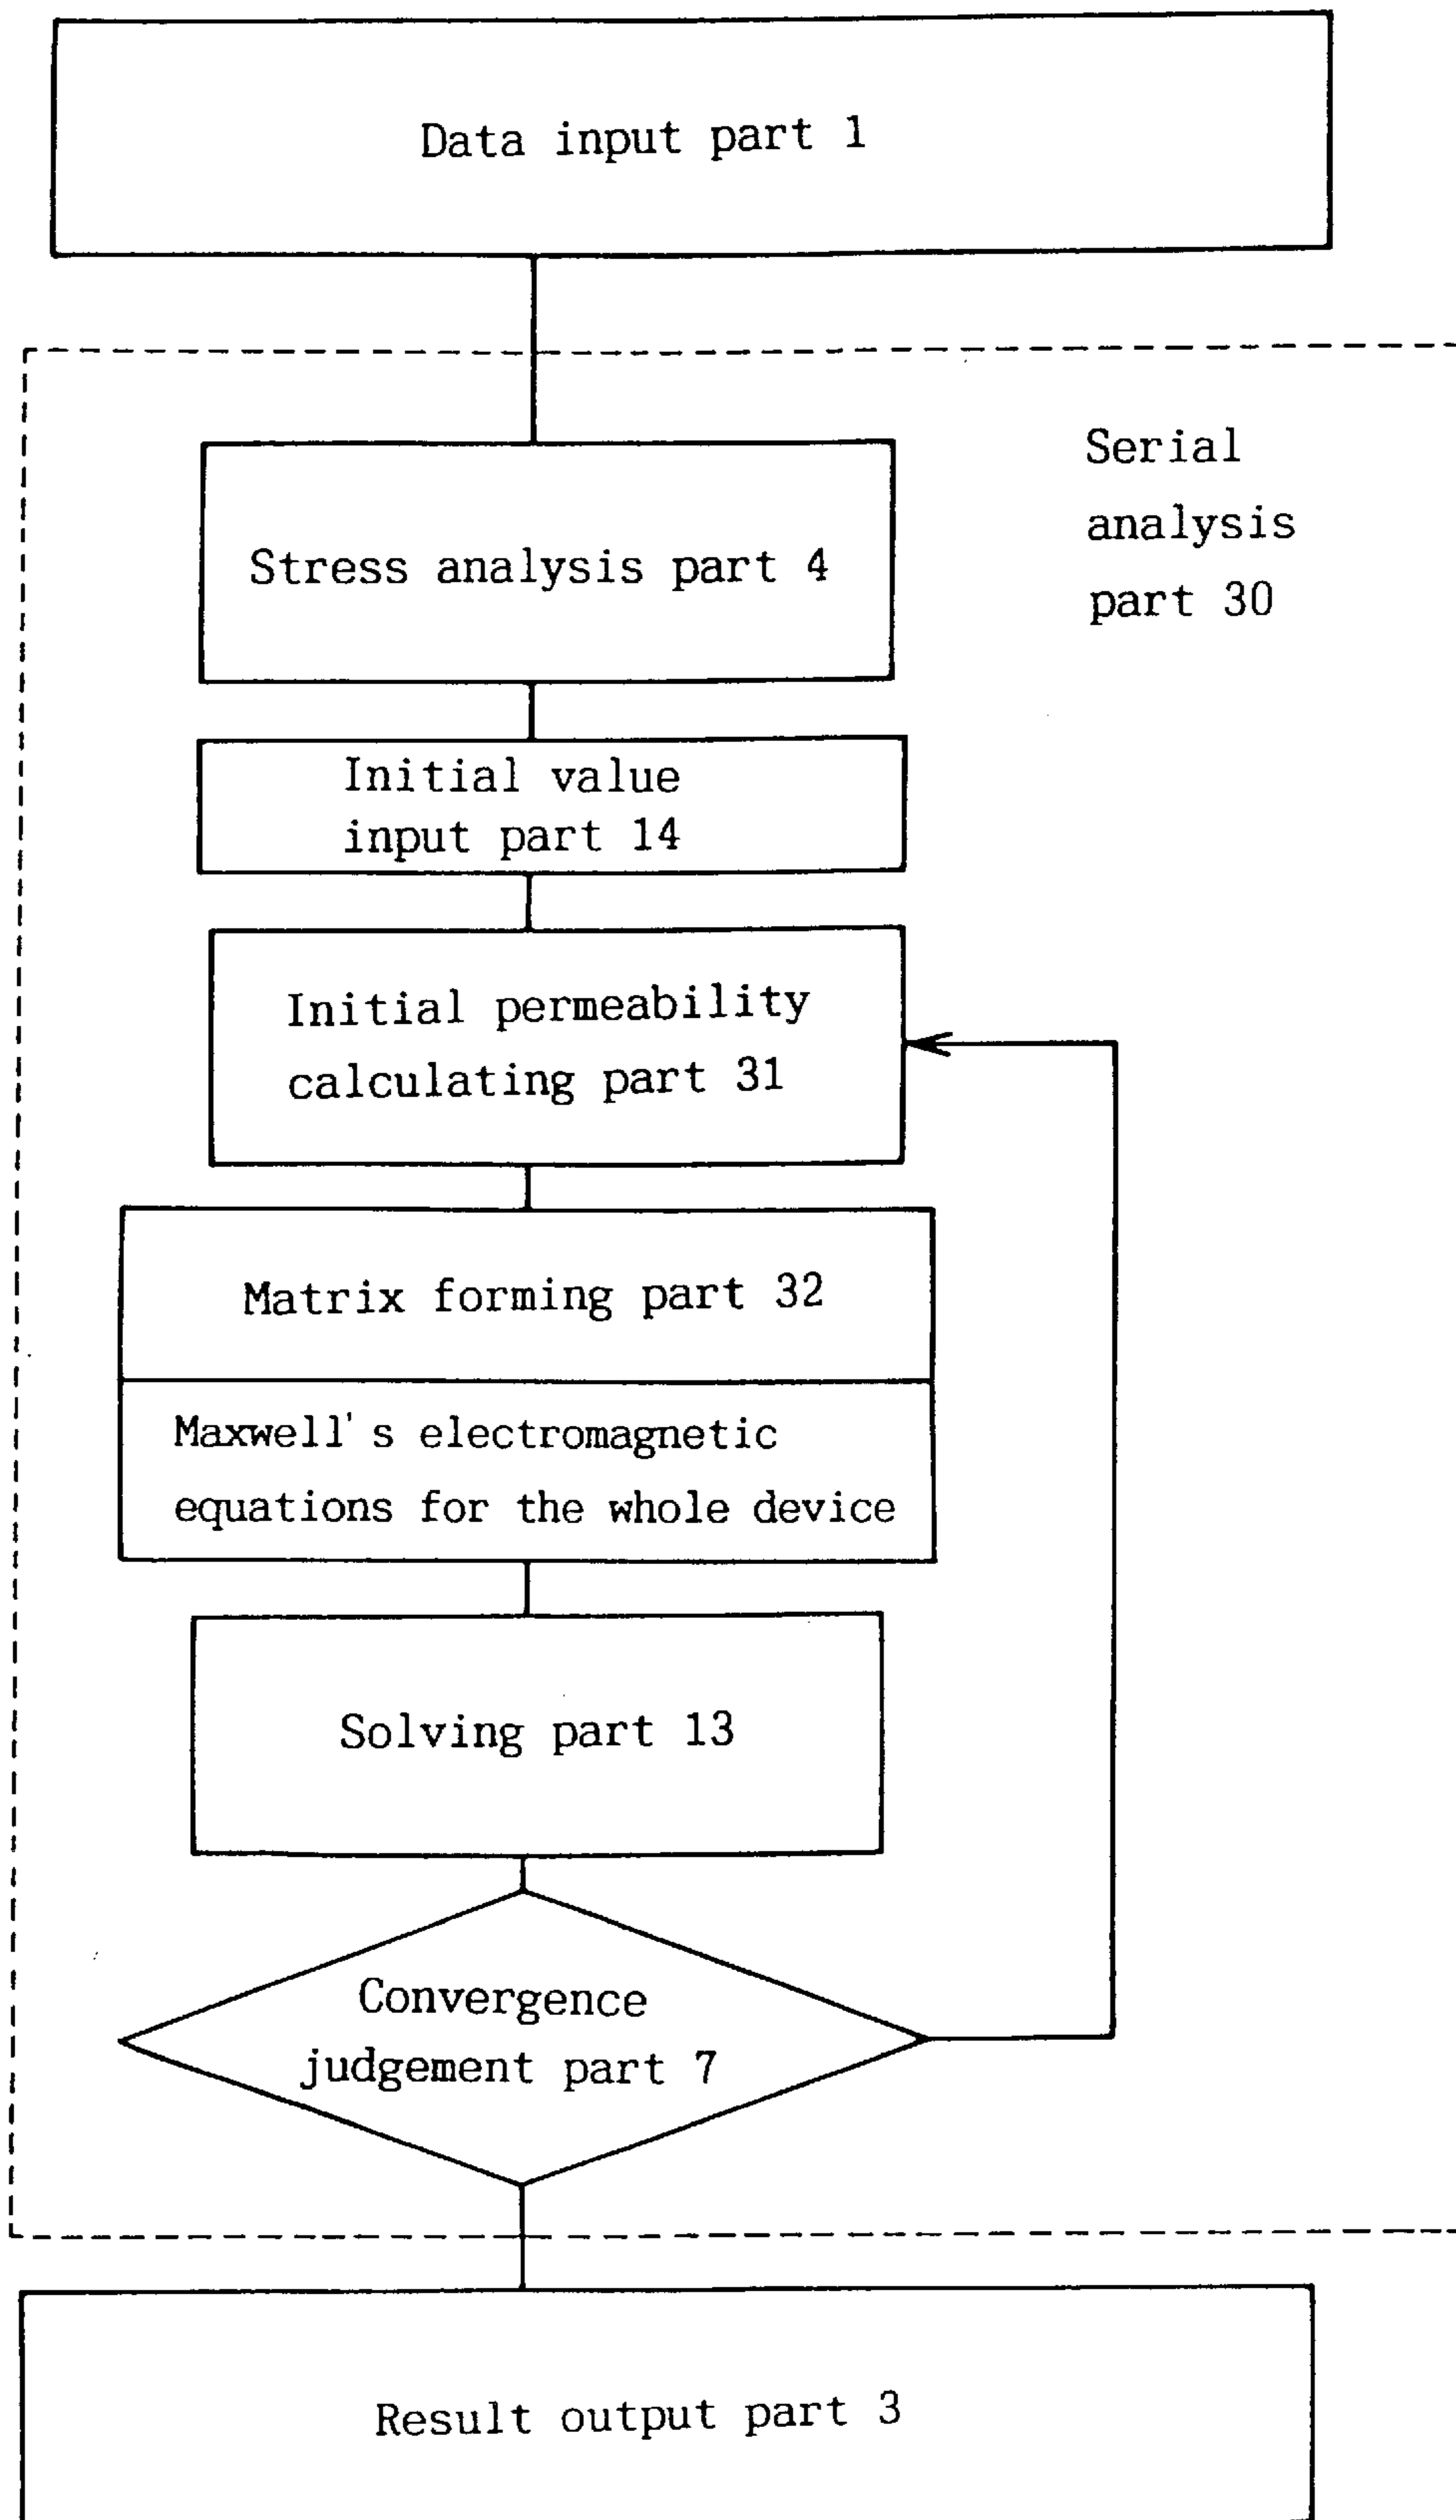 Data input part 1
Serial
analysis
part 30
Stress analysis part 4
Initial value
input part 14
Initial permeability
calculating part 31
Matrix forming part 32
Maxwell's electromagnetic
equations for the whole device
Solving part 13
Convergence
judgement part 7
Result output part 3